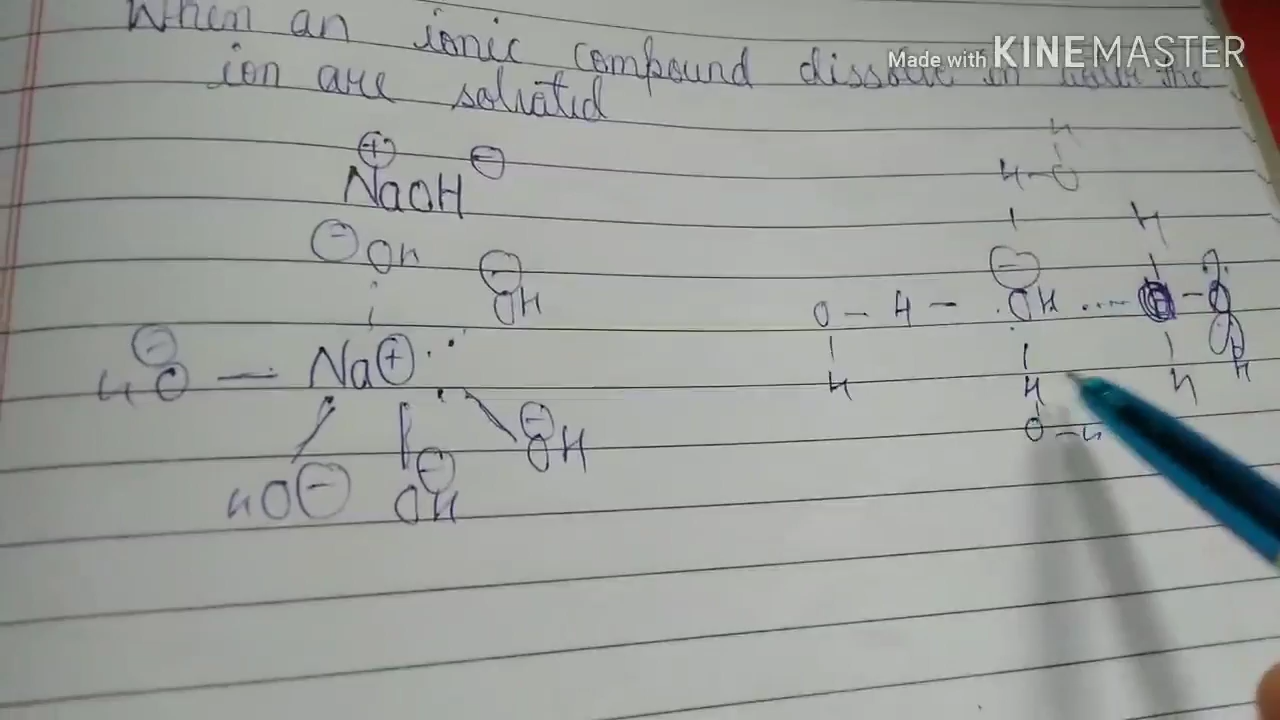 When an ionic compound dissolve in water the
Made with KINEMASTER
ion are solvated
⊕ ⊖
NaOH
⊖ OH ⊖
OH
⊖
HO — Na⊕
⊖
OH
HO⊖ ⊖
OH
H
H-O
H
⊖
O - H - OH .... - O
H H H H
O-H